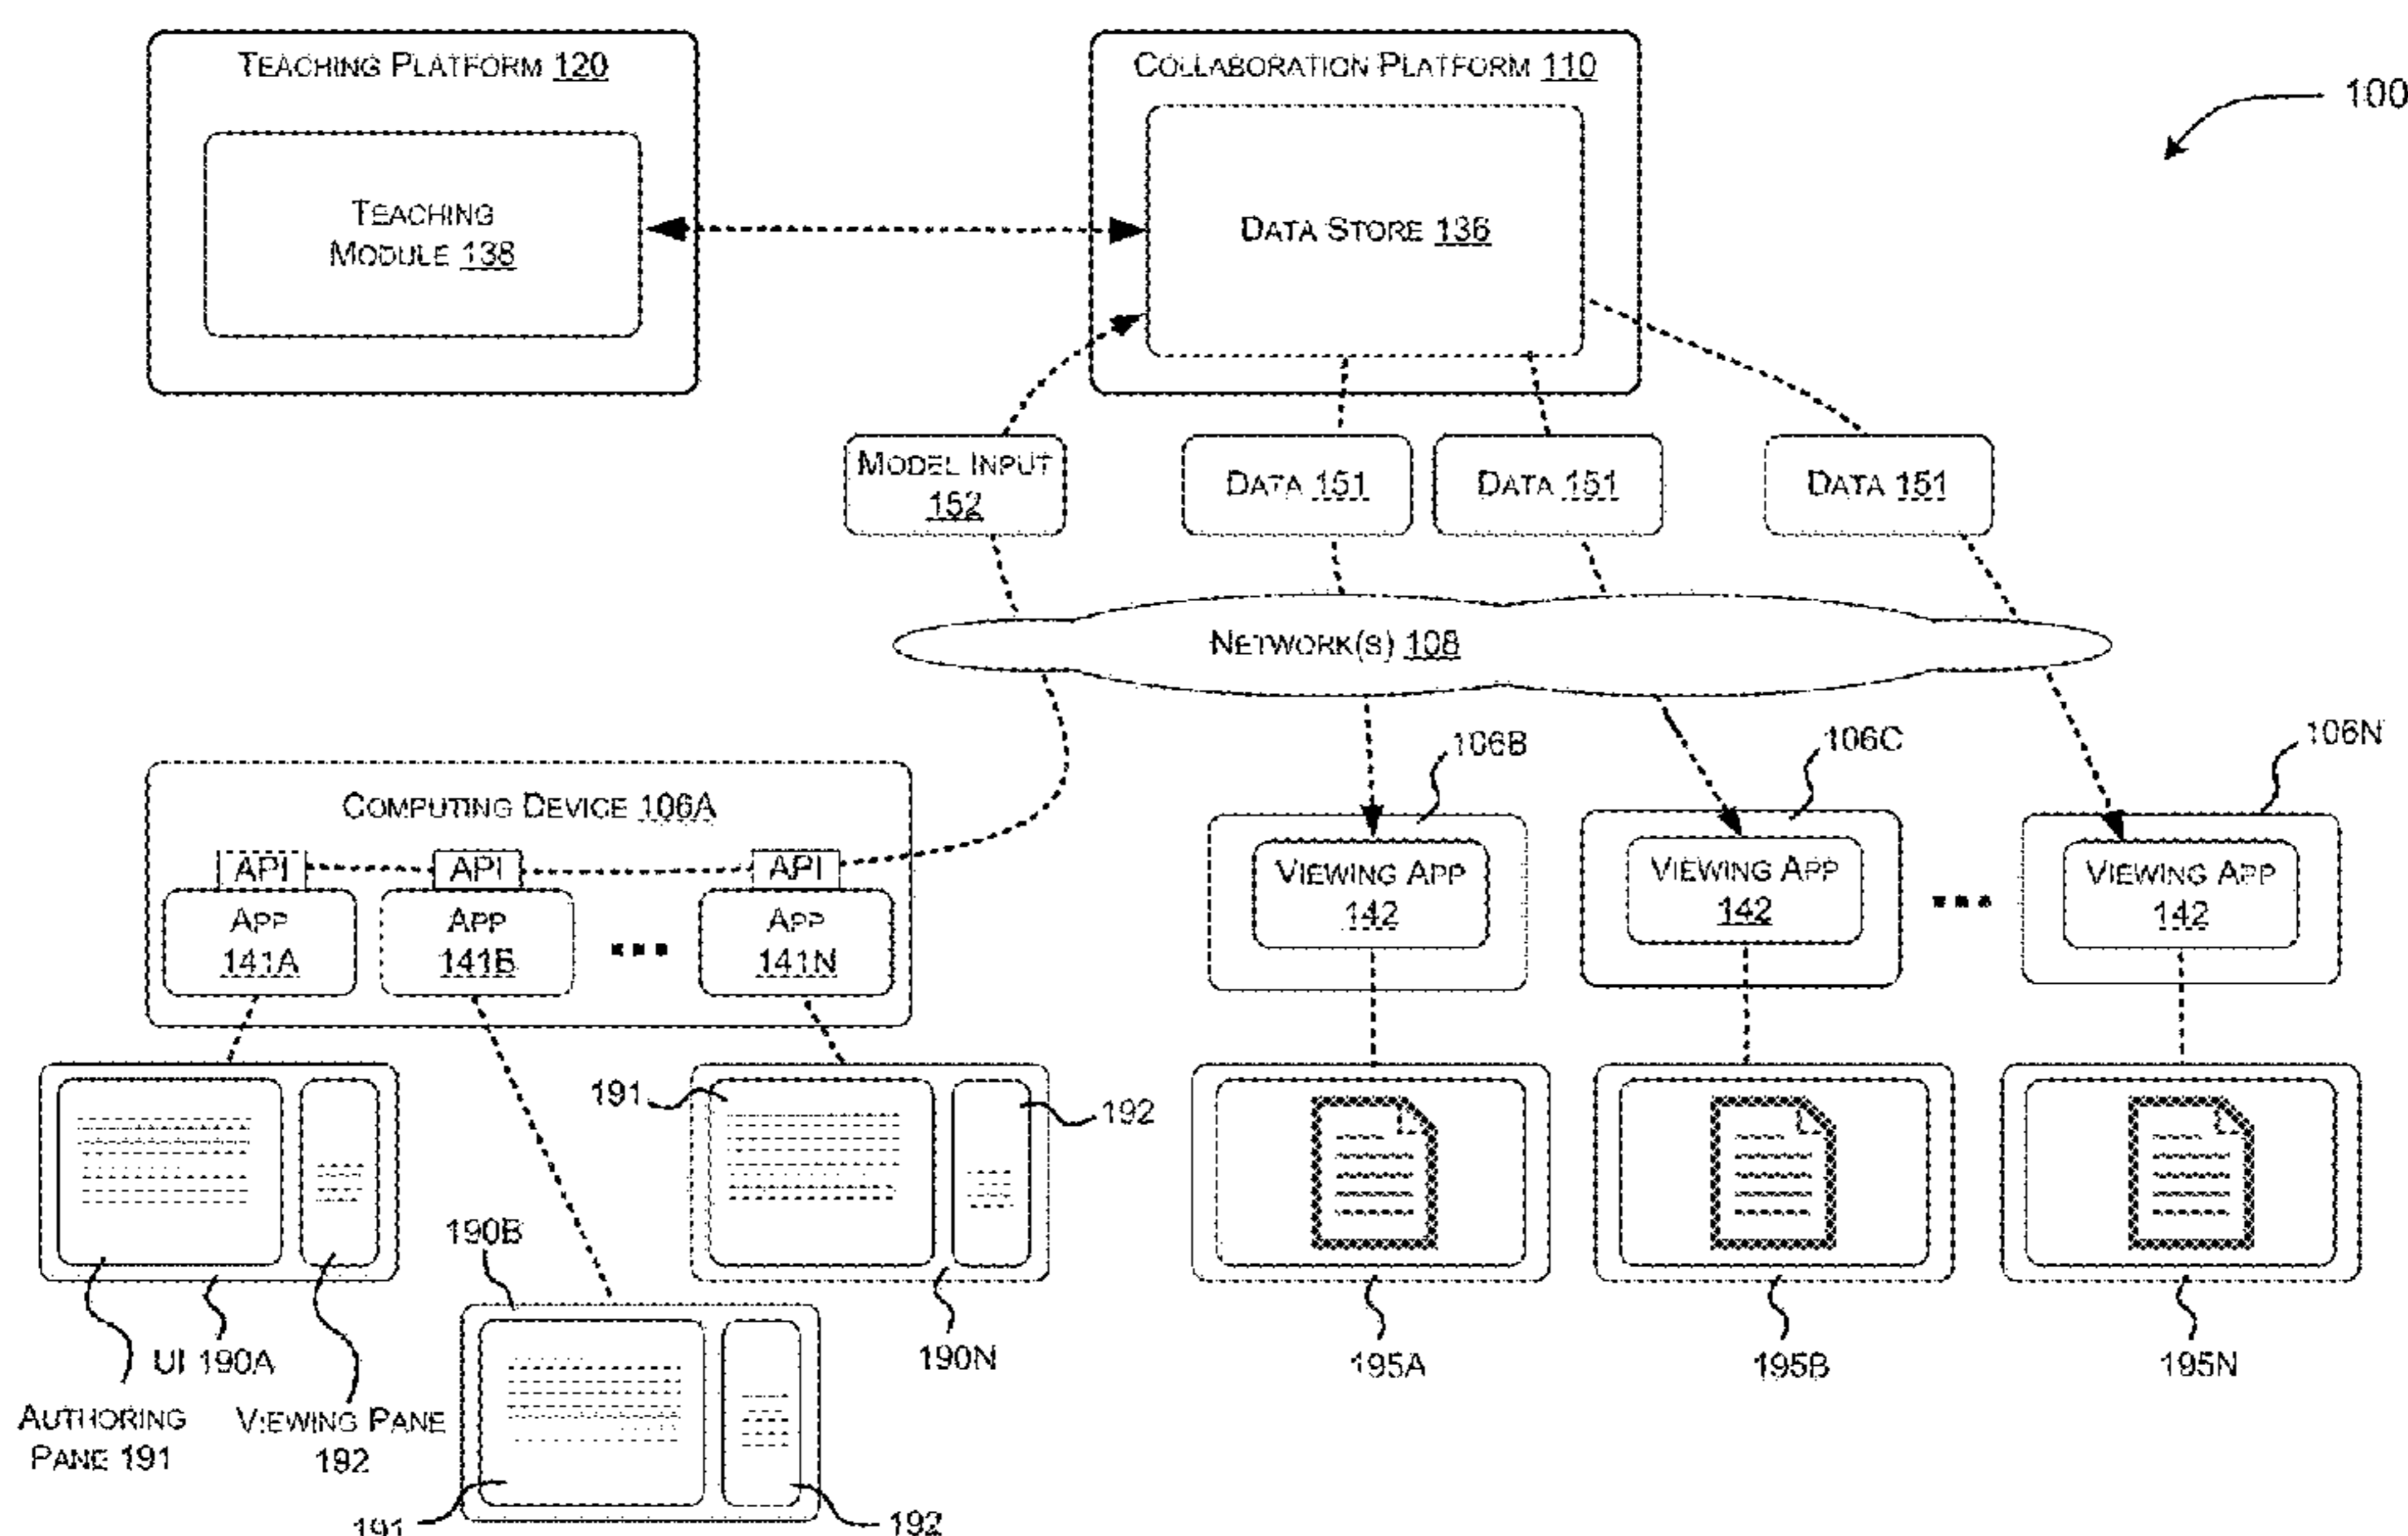 TEACHING PLATFORM 120
COLLABORATION PLATFORM 110
100
TEACHING
MODULE 138
DATA STORE 136
MODEL INPUT
152
DATA 151
DATA 151
DATA 151
NETWORK(S) 108
COMPUTING DEVICE 106A
106B
106C
106N
API
API
API
APP
141A
APP
141B
APP
141N
VIEWING APP
142
VIEWING APP
142
VIEWING APP
142
191
192
190B
UI 190A
190N
195A
195B
195N
AUTHORING
PANE 191
VIEWING PANE
192
191
192